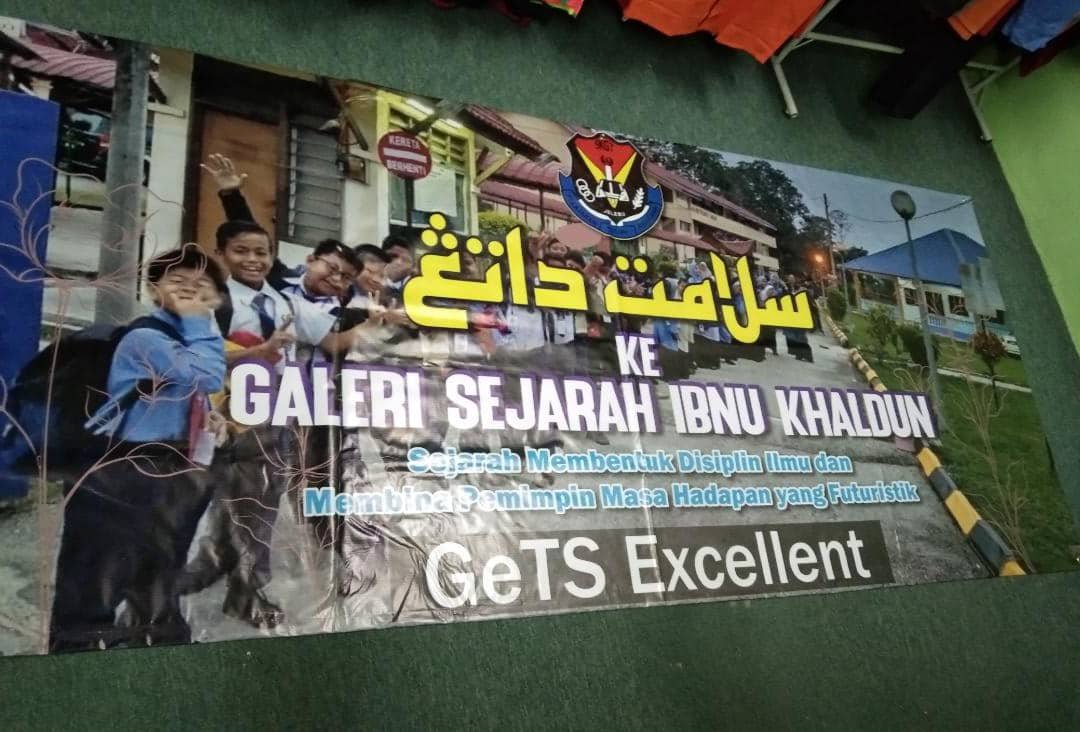 KERETA
BERHENTI
JELEBU
سلامت داتڠ
KE
GALERI SEJARAH IBNU KHALDUN
Sejarah Membentuk Disiplin Ilmu dan
Membina Pemimpin Masa Hadapan yang Futuristik
GeTS Excellent